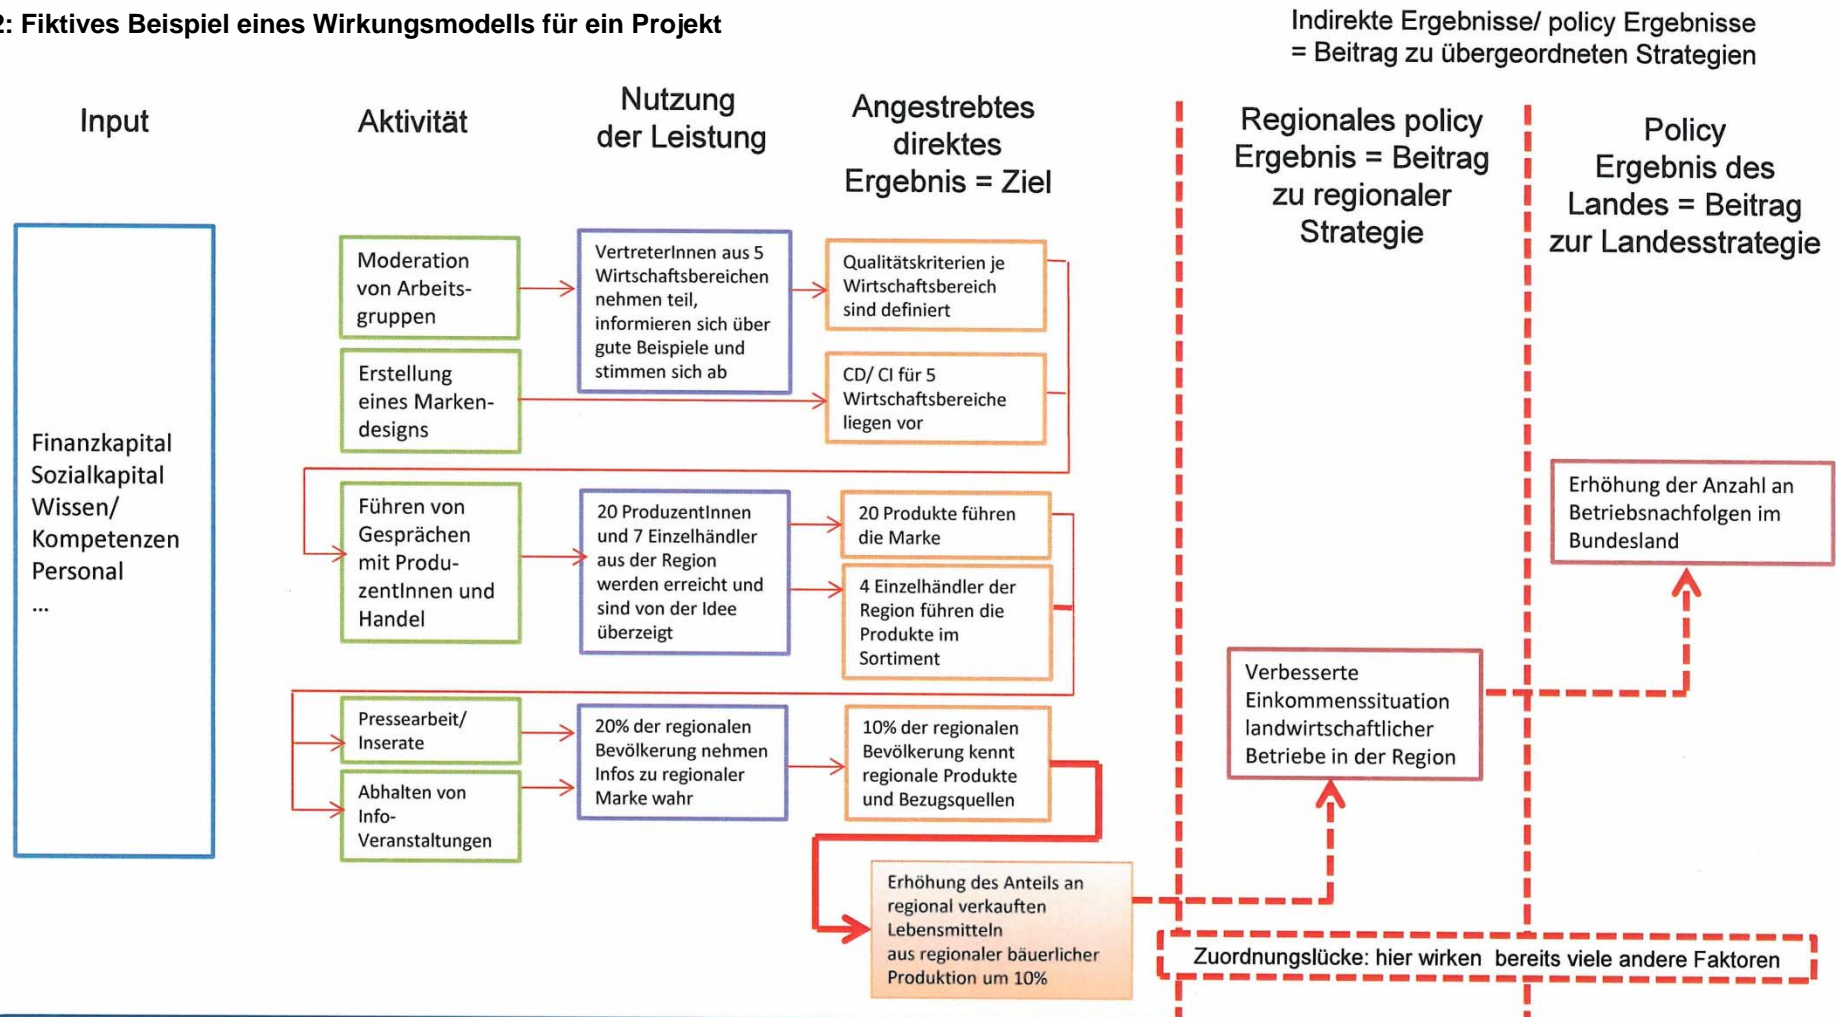 2: Fiktives Beispiel eines Wirkungsmodells für ein Projekt
Indirekte Ergebnisse/ policy Ergebnisse
= Beitrag zu übergeordneten Strategien
Input
Aktivität
Nutzung
der Leistung
Angestrebtes
direktes
Ergebnis = Ziel
Regionales policy
Ergebnis = Beitrag
zu regionaler
Strategie
Policy
Ergebnis des
Landes = Beitrag
zur Landesstrategie
Finanzkapital
Sozialkapital
Wissen/
Kompetenzen
Personal
...
Moderation
von Arbeits-
gruppen
VertreterInnen aus 5
Wirtschaftsbereichen
nehmen teil,
informieren sich über
gute Beispiele und
stimmen sich ab
Qualitätskriterien je
Wirtschaftsbereich
sind definiert
Erstellung
eines Marken-
designs
CD/ CI für 5
Wirtschaftsbereiche
liegen vor
Führen von
Gesprächen
mit Produ-
zentInnen und
Handel
20 ProduzentInnen
und 7 Einzelhändler
aus der Region
werden erreicht und
sind von der Idee
überzeigt
20 Produkte führen
die Marke
4 Einzelhändler der
Region führen die
Produkte im
Sortiment
Pressearbeit/
Inserate
Abhalten von
Info-
Veranstaltungen
20% der regionalen
Bevölkerung nehmen
Infos zu regionaler
Marke wahr
10% der regionalen
Bevölkerung kennt
regionale Produkte
und Bezugsquellen
Erhöhung des Anteils an
regional verkauften
Lebensmitteln
aus regionaler bäuerlicher
Produktion um 10%
Verbesserte
Einkommenssituation
landwirtschaftlicher
Betriebe in der Region
Erhöhung der Anzahl an
Betriebsnachfolgen im
Bundesland
Zuordnungslücke: hier wirken bereits viele andere Faktoren